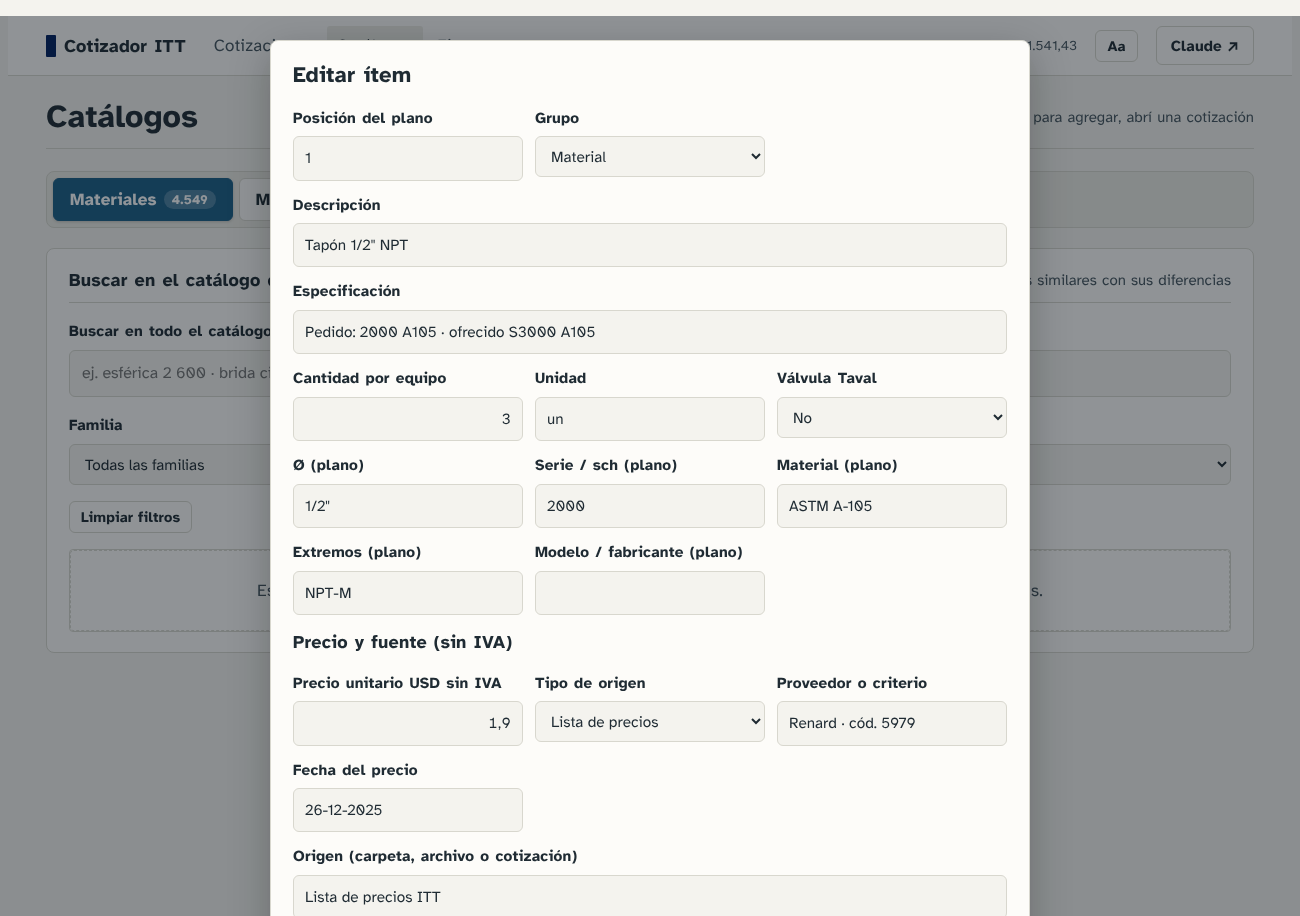 Cotizador ITT Cotizac 1.541,43 Aa Claude ↗
Editar ítem
Catálogos para agregar, abrí una cotización
Posición del plano Grupo
1 Material
Materiales 4.549 M
Descripción
Tapón 1/2" NPT
Buscar en el catálogo s similares con sus diferencias
Especificación
Buscar en todo el catálogo
Pedido: 2000 A105 · ofrecido S3000 A105
ej. esférica 2 600 · brida c
Cantidad por equipo Unidad Válvula Taval
3 un No
Familia
Todas las familias
Ø (plano) Serie / sch (plano) Material (plano)
1/2" 2000 ASTM A-105
Limpiar filtros
Extremos (plano) Modelo / fabricante (plano)
NPT-M
s.
Precio y fuente (sin IVA)
Precio unitario USD sin IVA Tipo de origen Proveedor o criterio
1,9 Lista de precios Renard · cód. 5979
Fecha del precio
26-12-2025
Origen (carpeta, archivo o cotización)
Lista de precios ITT